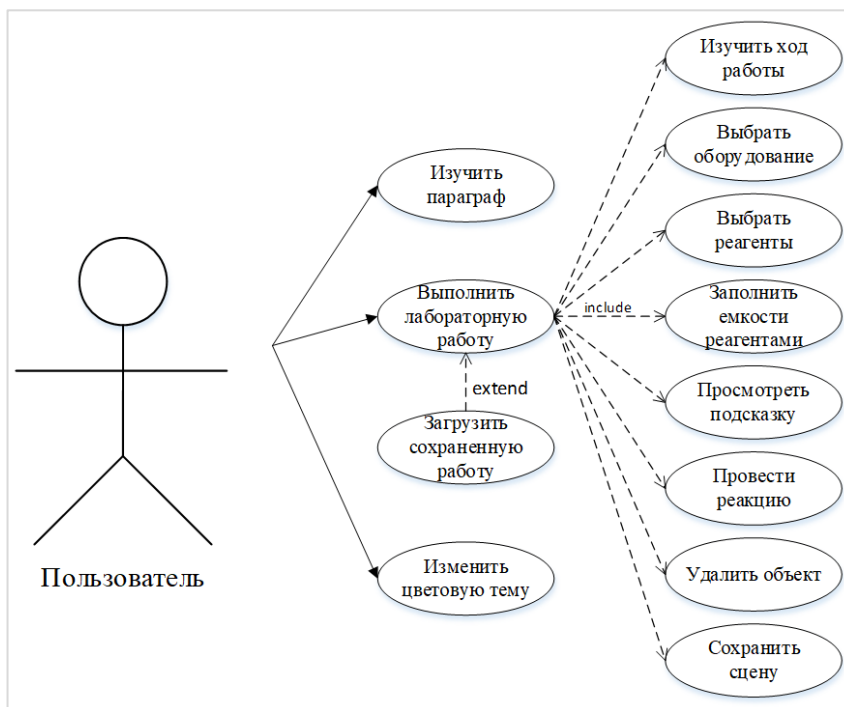 Изучить ход
работы
Выбрать
оборудование
Изучить
параграф
Выбрать
реагенты
Выполнить
лабораторную
работу
include
Заполнить
емкости
реагентами
extend
Просмотреть
подсказку
Загрузить
сохраненную
работу
Провести
реакцию
Изменить
цветовую тему
Пользователь
Удалить объект
Сохранить
сцену